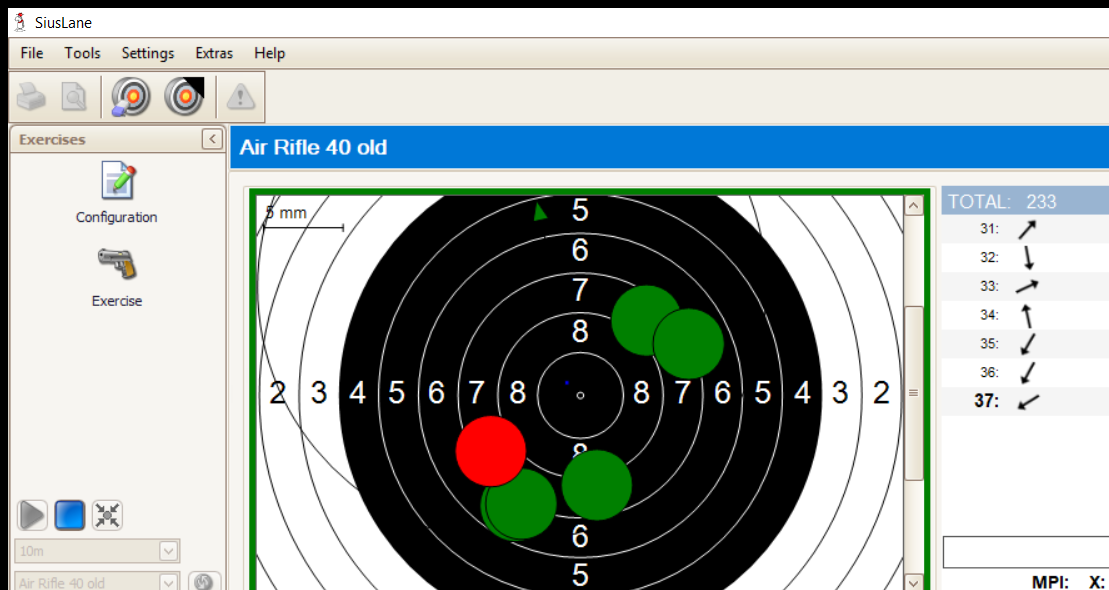 SiusLane
File Tools Settings Extras Help
Exercises <
Air Rifle 40 old
Configuration
Exercise
10m
Air Rifle 40 old
5 mm
5
6
7
8
2 3 4 5 6 7 8 8 7 6 5 4 3 2
8
6
5
TOTAL: 233
31:
32:
33:
34:
35:
36:
37:
MPI: X: